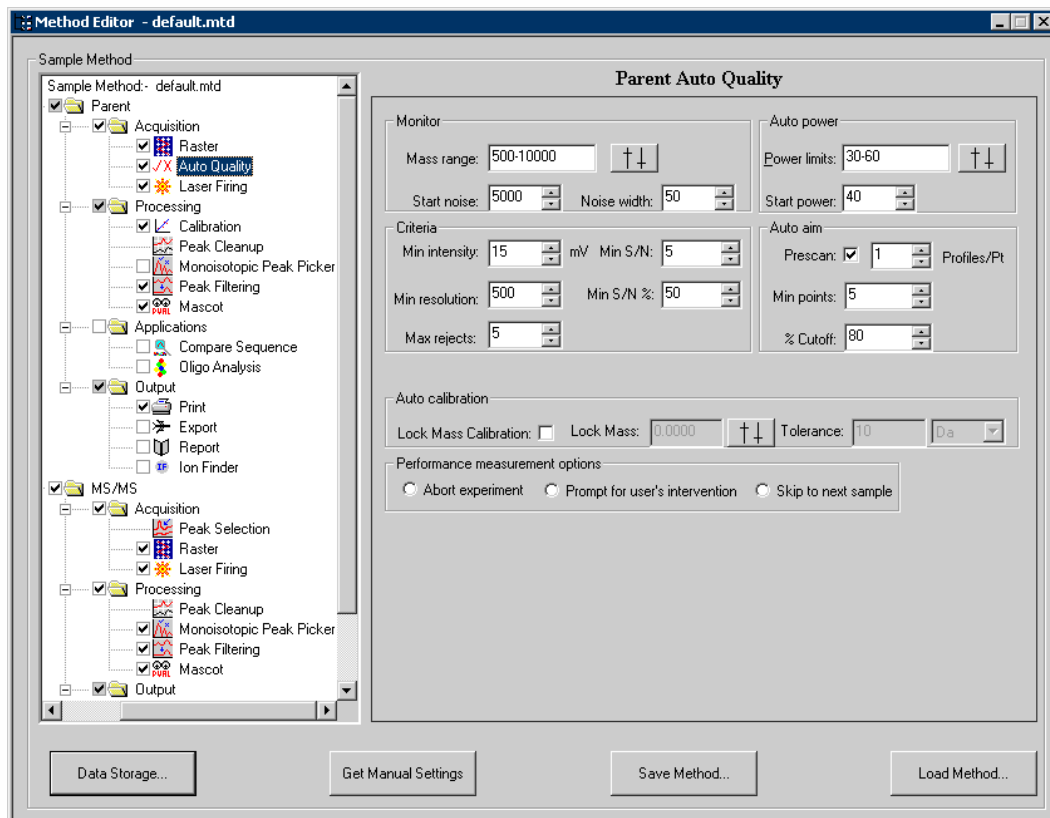 Method Editor - default.mtd
Sample Method
Sample Method:- default.mtd
Parent
Acquisition
Raster
Auto Quality
Laser Firing
Processing
Calibration
Peak Cleanup
Monoisotopic Peak Picker
Peak Filtering
Mascot
Applications
Compare Sequence
Oligo Analysis
Output
Print
Export
Report
Ion Finder
MS/MS
Acquisition
Peak Selection
Raster
Laser Firing
Processing
Peak Cleanup
Monoisotopic Peak Picker
Peak Filtering
Mascot
Output
Parent Auto Quality
Monitor
Mass range: 500-10000
Start noise: 5000 Noise width: 50
Auto power
Power limits: 30-60
Start power: 40
Criteria
Min intensity: 15 mV Min S/N: 5
Min resolution: 500 Min S/N %: 50
Max rejects: 5
Auto aim
Prescan: 1 Profiles/Pt
Min points: 5
% Cutoff: 80
Auto calibration
Lock Mass Calibration: Lock Mass: 0.0000 Tolerance: 10 Da
Performance measurement options
Abort experiment Prompt for user's intervention Skip to next sample
Data Storage... Get Manual Settings Save Method... Load Method...